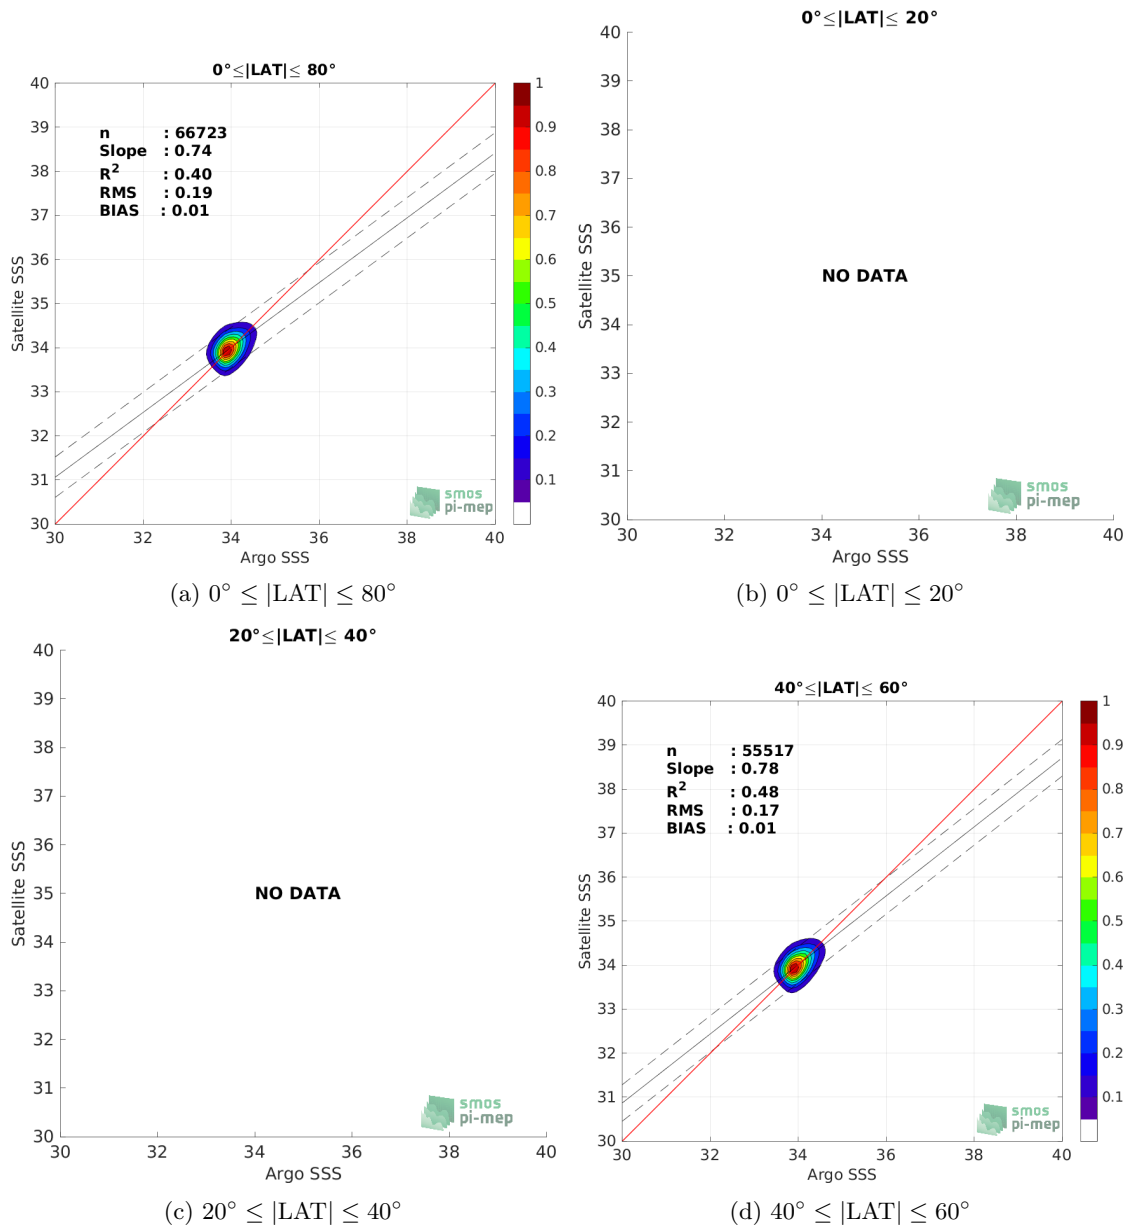 0°≤|LAT|≤ 80°
40
39
38
37
36
35
34
33
32
31
30
Satellite SSS
n : 66723
Slope : 0.74
R² : 0.40
RMS : 0.19
BIAS : 0.01
smos
pi-mep
30 32 34 36 38 40
Argo SSS
1
0.9
0.8
0.7
0.6
0.5
0.4
0.3
0.2
0.1
(a) 0° ≤ |LAT| ≤ 80°
0°≤|LAT|≤ 20°
40
39
38
37
36
35
34
33
32
31
30
Satellite SSS
NO DATA
smos
pi-mep
30 32 34 36 38 40
Argo SSS
(b) 0° ≤ |LAT| ≤ 20°
20°≤|LAT|≤ 40°
40
39
38
37
36
35
34
33
32
31
30
Satellite SSS
NO DATA
smos
pi-mep
30 32 34 36 38 40
Argo SSS
(c) 20° ≤ |LAT| ≤ 40°
40°≤|LAT|≤ 60°
40
39
38
37
36
35
34
33
32
31
30
Satellite SSS
n : 55517
Slope : 0.78
R² : 0.48
RMS : 0.17
BIAS : 0.01
smos
pi-mep
30 32 34 36 38 40
Argo SSS
1
0.9
0.8
0.7
0.6
0.5
0.4
0.3
0.2
0.1
(d) 40° ≤ |LAT| ≤ 60°